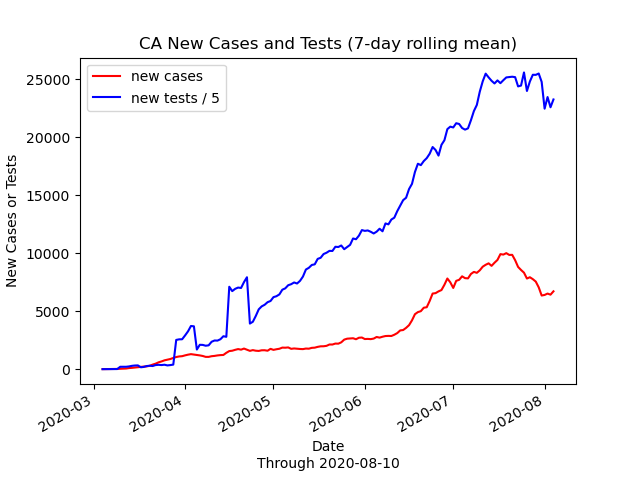 CA New Cases and Tests (7-day rolling mean)
new cases
new tests / 5
New Cases or Tests
25000
20000
15000
10000
5000
0
2020-03
2020-04
2020-05
2020-06
2020-07
2020-08
Date
Through 2020-08-10